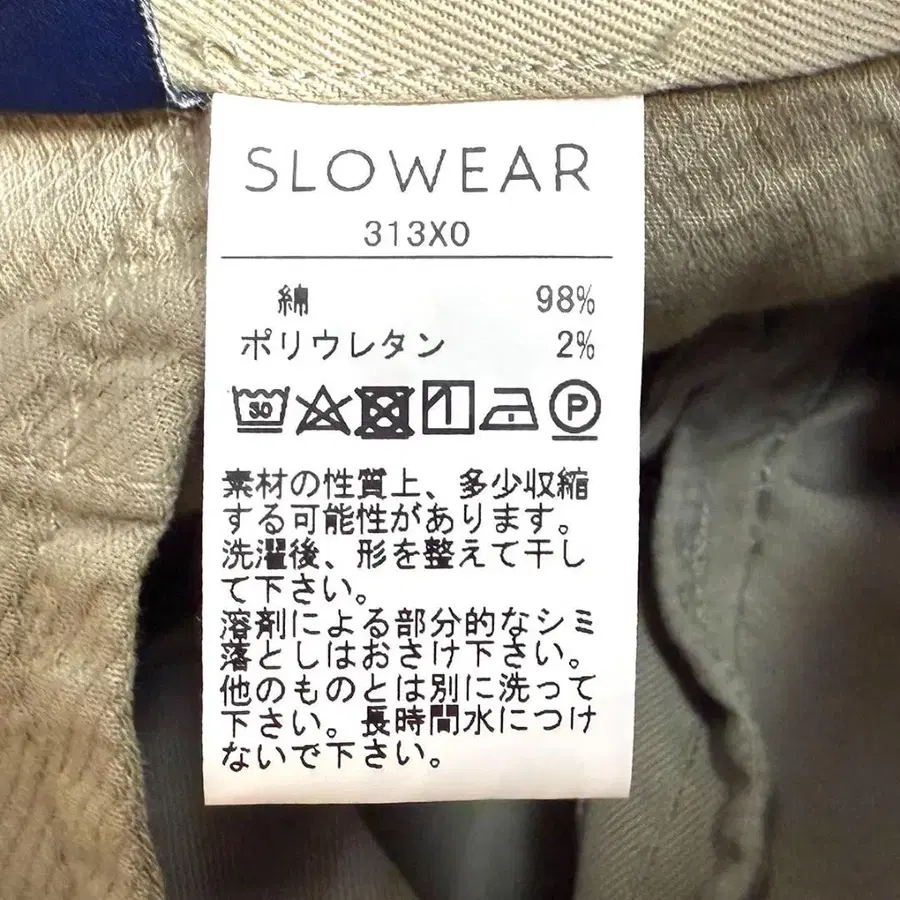 SLOWEAR
313X0
綿 98%
ポリウレタン 2%
30 P
素材の性質上、多少収縮
する可能性があります。
洗濯後、形を整えて干し
て下さい。
溶剤による部分的なシミ
落としはおさけ下さい。
他のものとは別に洗って
下さい。長時間水につけ
ないで下さい。